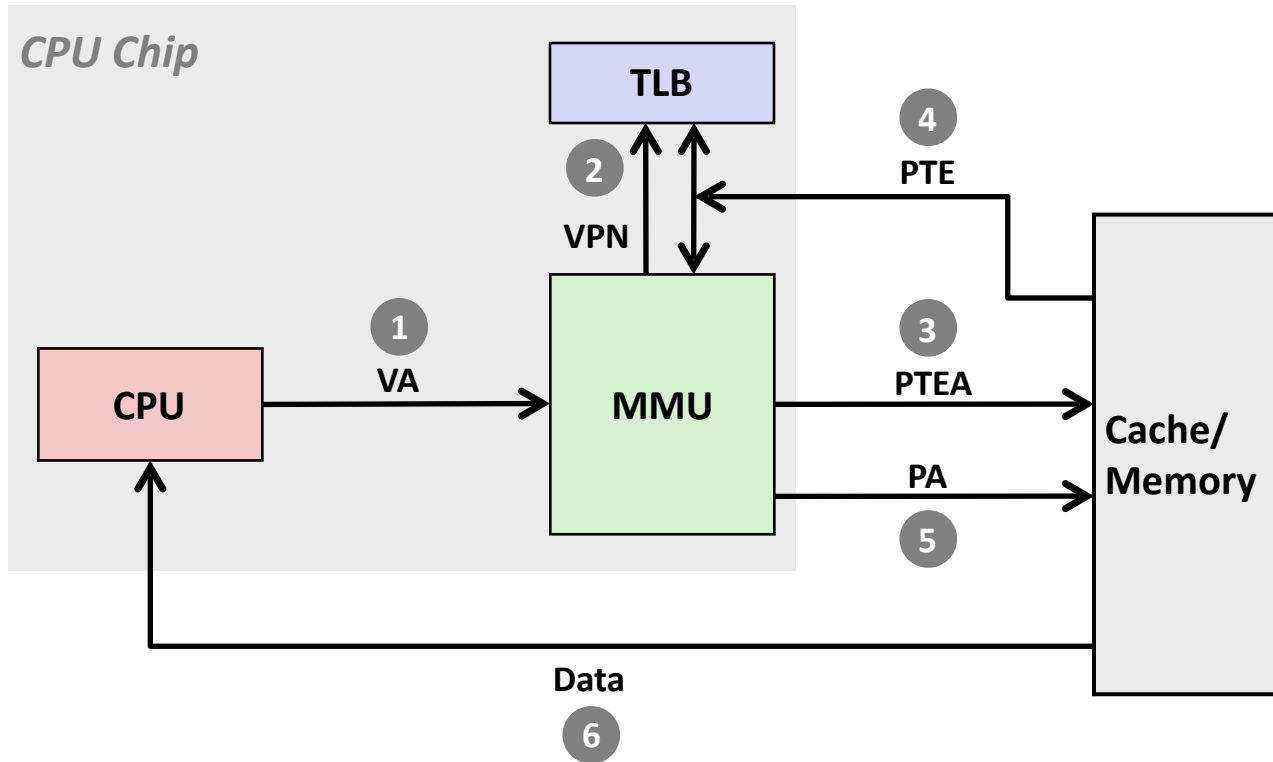 CPU Chip
TLB
4
2
PTE
VPN
1
3
VA
PTEA
CPU
MMU
Cache/
Memory
PA
5
Data
6